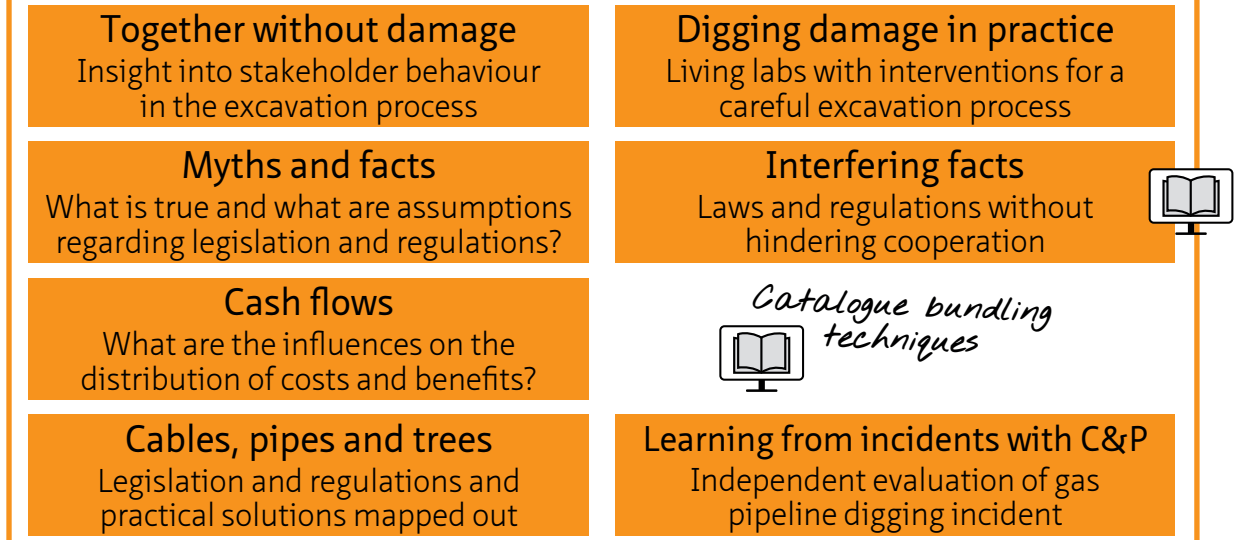 Together without damage
Insight into stakeholder behaviour
in the excavation process
Digging damage in practice
Living labs with interventions for a
careful excavation process
Myths and facts
What is true and what are assumptions
regarding legislation and regulations?
Interfering facts
Laws and regulations without
hindering cooperation
Cash flows
What are the influences on the
distribution of costs and benefits?
Catalogue bundling
techniques
Cables, pipes and trees
Legislation and regulations and
practical solutions mapped out
Learning from incidents with C&P
Independent evaluation of gas
pipeline digging incident